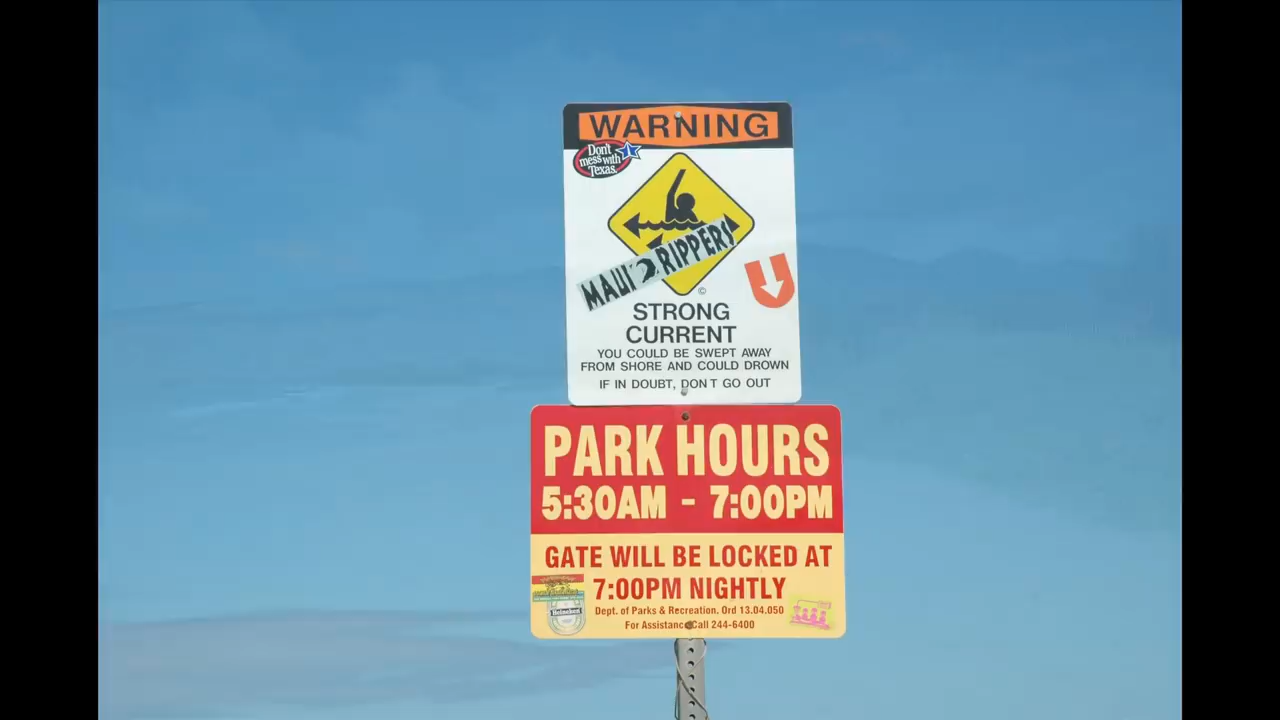 WARNING
Don't
mess with
Texas.
MAUI RIPPERS
©
STRONG
CURRENT
YOU COULD BE SWEPT AWAY
FROM SHORE AND COULD DROWN
IF IN DOUBT, DON T GO OUT
PARK HOURS
5:30AM - 7:00PM
GATE WILL BE LOCKED AT
7:00PM NIGHTLY
Dept. of Parks & Recreation. Ord 13.04.050
For Assistance Call 244-6400
Heineken